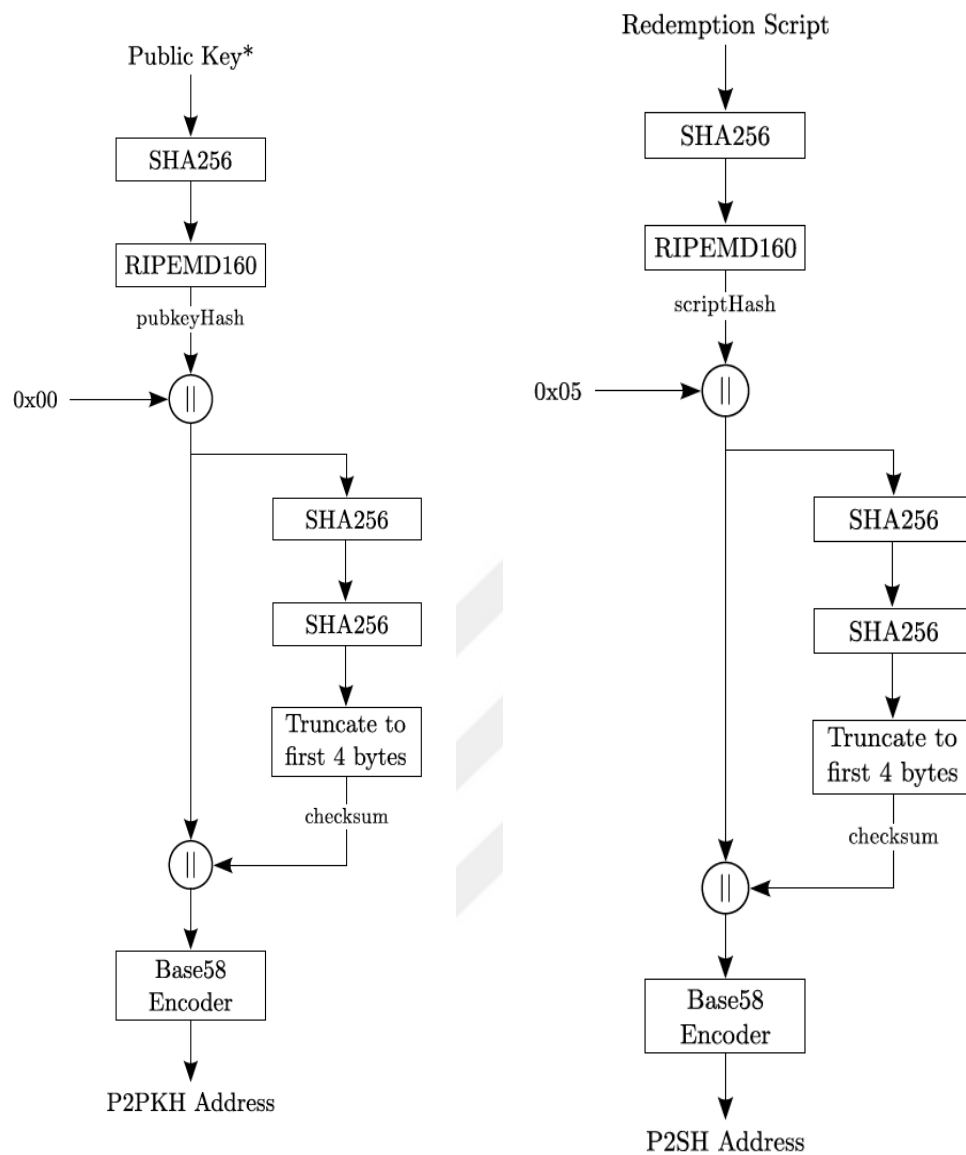 Public Key*
SHA256
RIPEMD160
pubkeyHash
0x00
||
SHA256
SHA256
Truncate to
first 4 bytes
checksum
||
Base58
Encoder
P2PKH Address
Redemption Script
SHA256
RIPEMD160
scriptHash
0x05
||
SHA256
SHA256
Truncate to
first 4 bytes
checksum
||
Base58
Encoder
P2SH Address